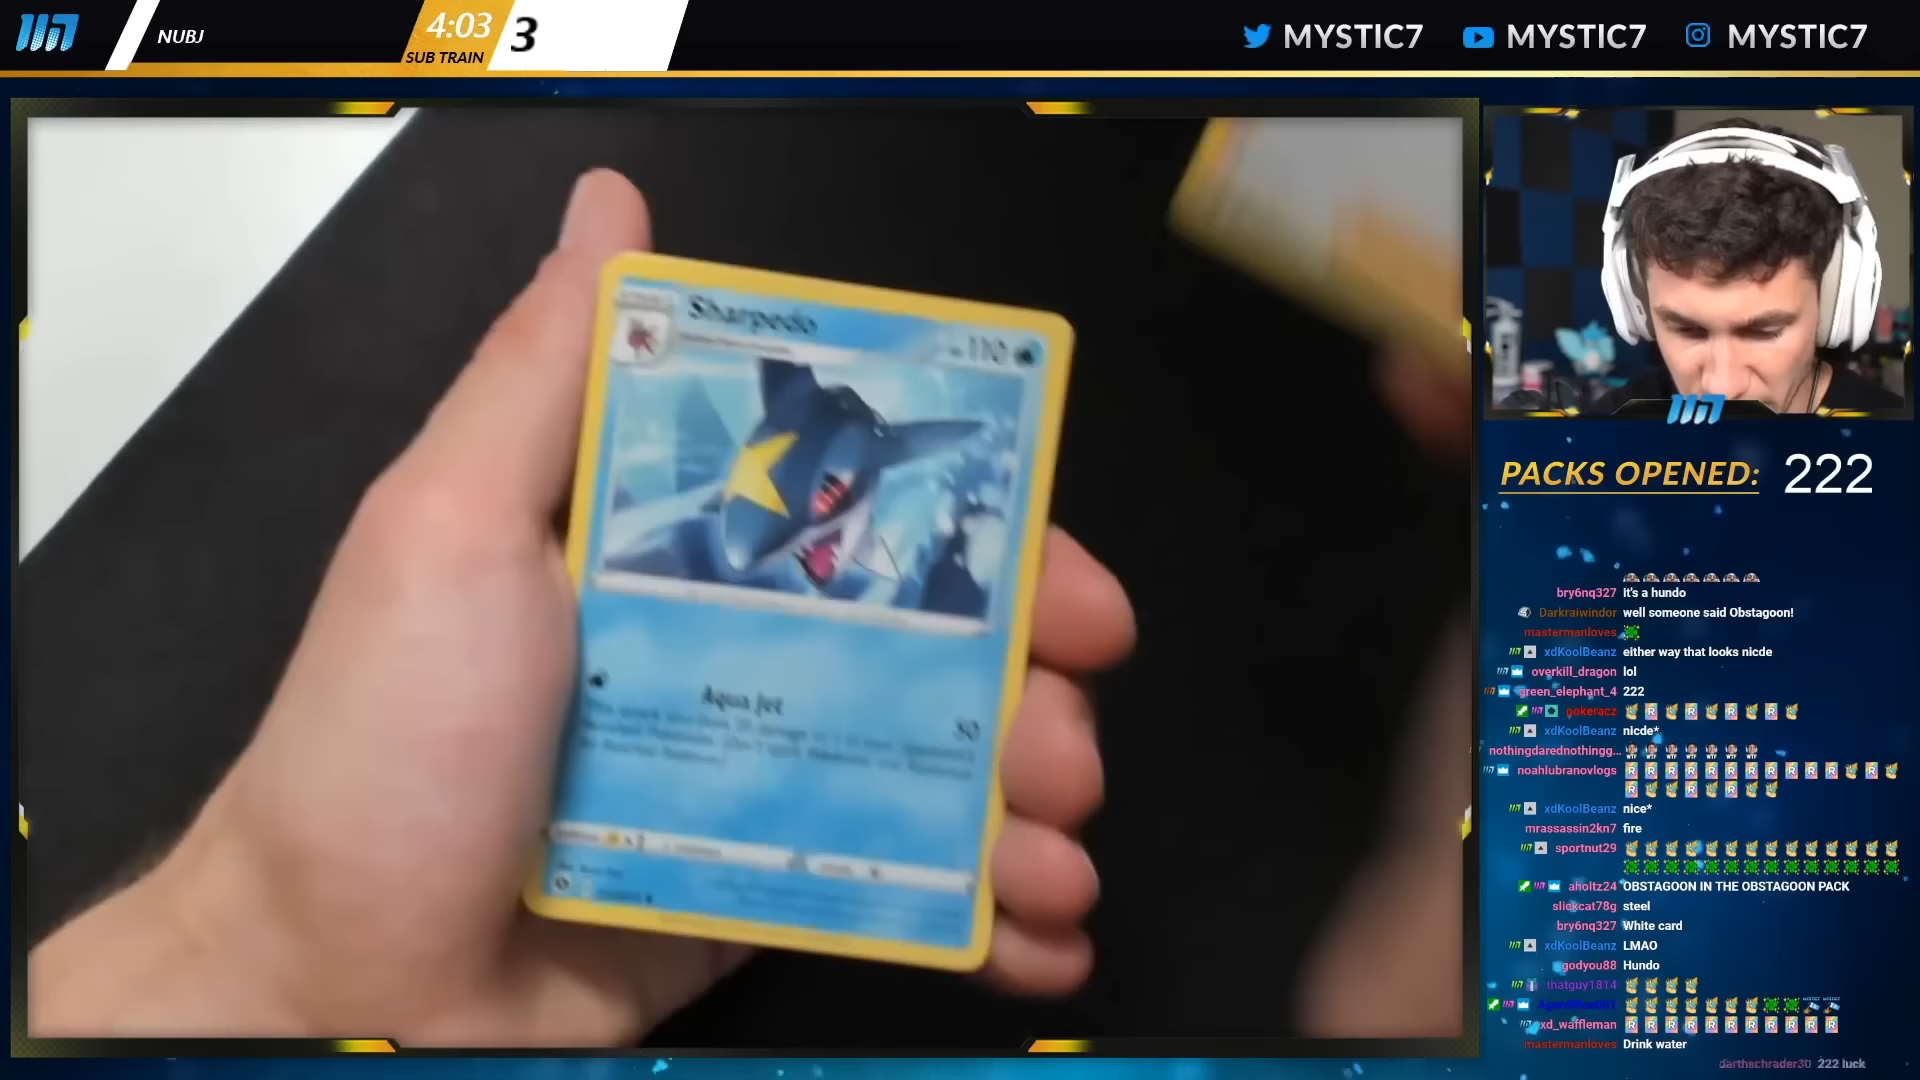 NUBJ
4:03
SUB TRAIN
3
MYSTIC7
MYSTIC7
MYSTIC7
Sharpedo
110
Aqua Jet
50
PACKS OPENED: 222
bry6nq327 it's a hundo
Darkraiwindor well someone said Obstagoon!
mastermanloves
xdKoolBeanz either way that looks nicde
overkill_dragon lol
green_elephant_4 222
gokeracz
xdKoolBeanz nicde*
nothingdarednothingg...
noahlubranovlogs
xdKoolBeanz nice*
mrassassin2kn7 fire
sportnut29
aholtz24 OBSTAGOON IN THE OBSTAGOON PACK
slickcat78g steel
bry6nq327 White card
xdKoolBeanz LMAO
godyou88 Hundo
thatguy1814
xd_waffleman
mastermanloves Drink water
darthschrader30 222 luck